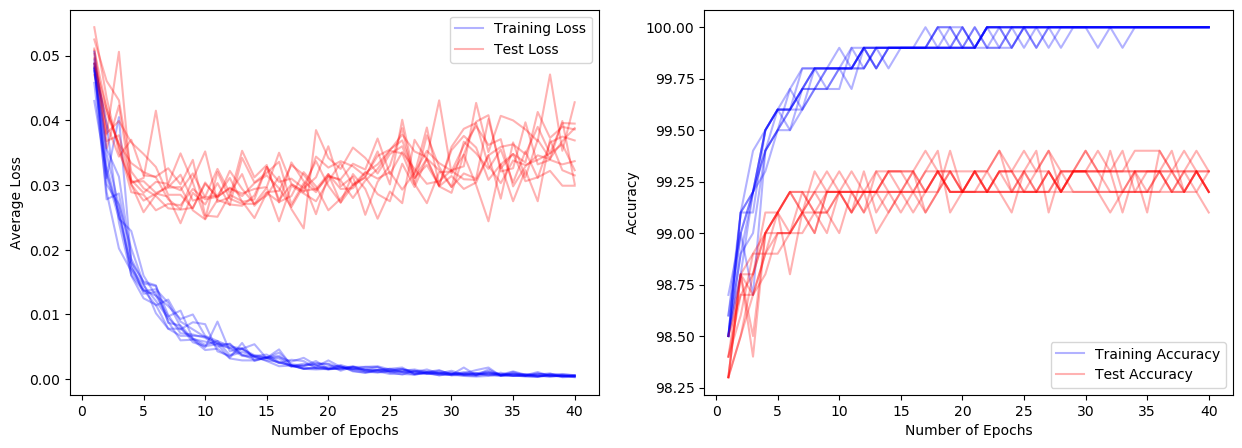 Training Loss
Test Loss
0.05
0.04
0.03
0.02
0.01
0.00
Average Loss
0 5 10 15 20 25 30 35 40
Number of Epochs
100.00
99.75
99.50
99.25
99.00
98.75
98.50
98.25
Accuracy
Training Accuracy
Test Accuracy
0 5 10 15 20 25 30 35 40
Number of Epochs